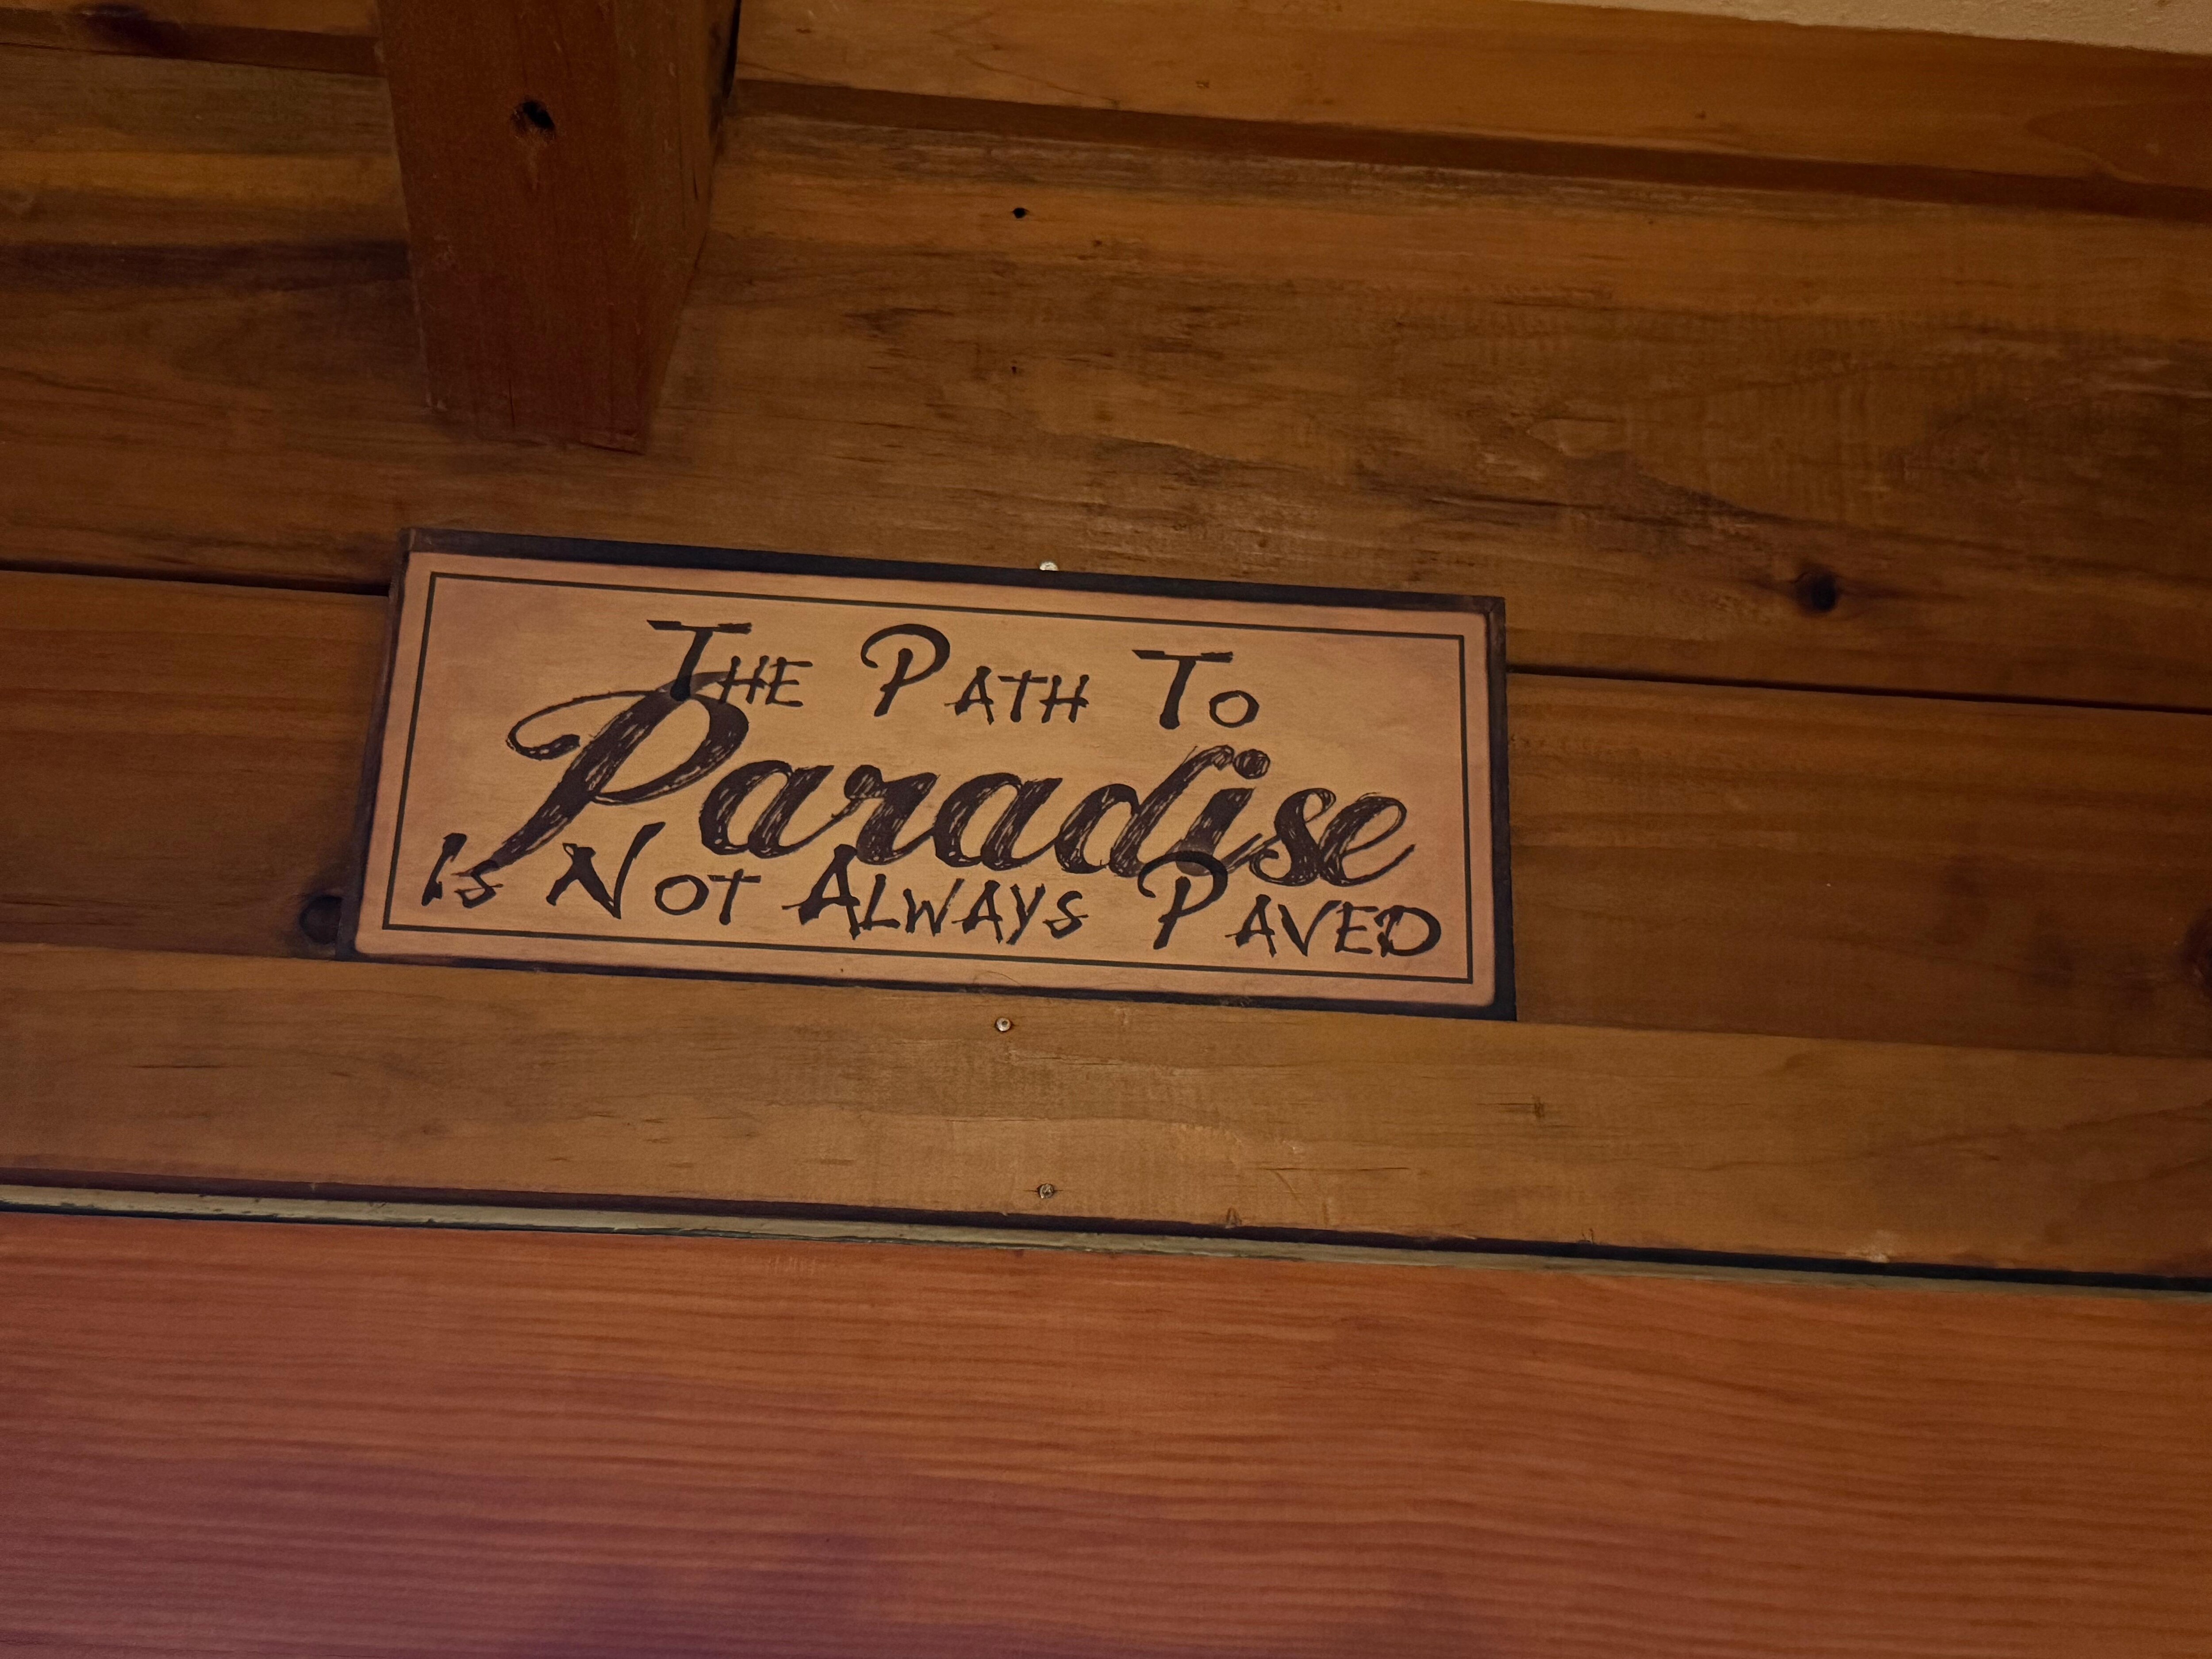 The Path To
Paradise
Is Not Always Paved